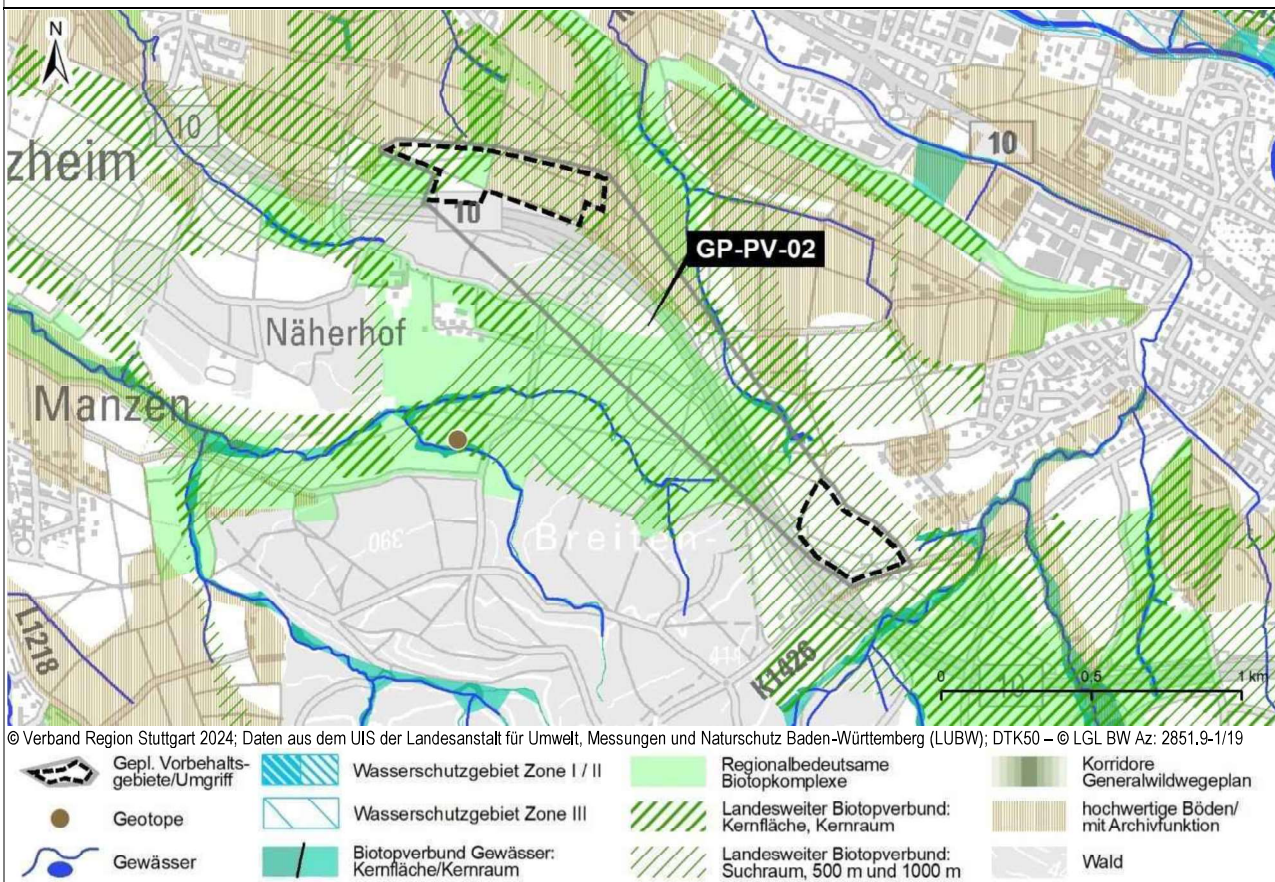 N
10
10
zheim
10
GP-PV-02
Näherhof
Manzen
390
Breiten-
L1218
411
K1426
10
0 0,5 1 km
© Verband Region Stuttgart 2024; Daten aus dem UIS der Landesanstalt für Umwelt, Messungen und Naturschutz Baden-Württemberg (LUBW); DTK50 – © LGL BW Az: 2851.9-1/19
Gepl. Vorbehalts-
gebiete/Umgriff
Geotope
Gewässer
Wasserschutzgebiet Zone I / II
Wasserschutzgebiet Zone III
Biotopverbund Gewässer:
Kernfläche/Kernraum
Regionalbedeutsame
Biotopkomplexe
Landesweiter Biotopverbund:
Kernfläche, Kernraum
Landesweiter Biotopverbund:
Suchraum, 500 m und 1000 m
Korridore
Generalwildwegeplan
hochwertige Böden/
mit Archivfunktion
Wald